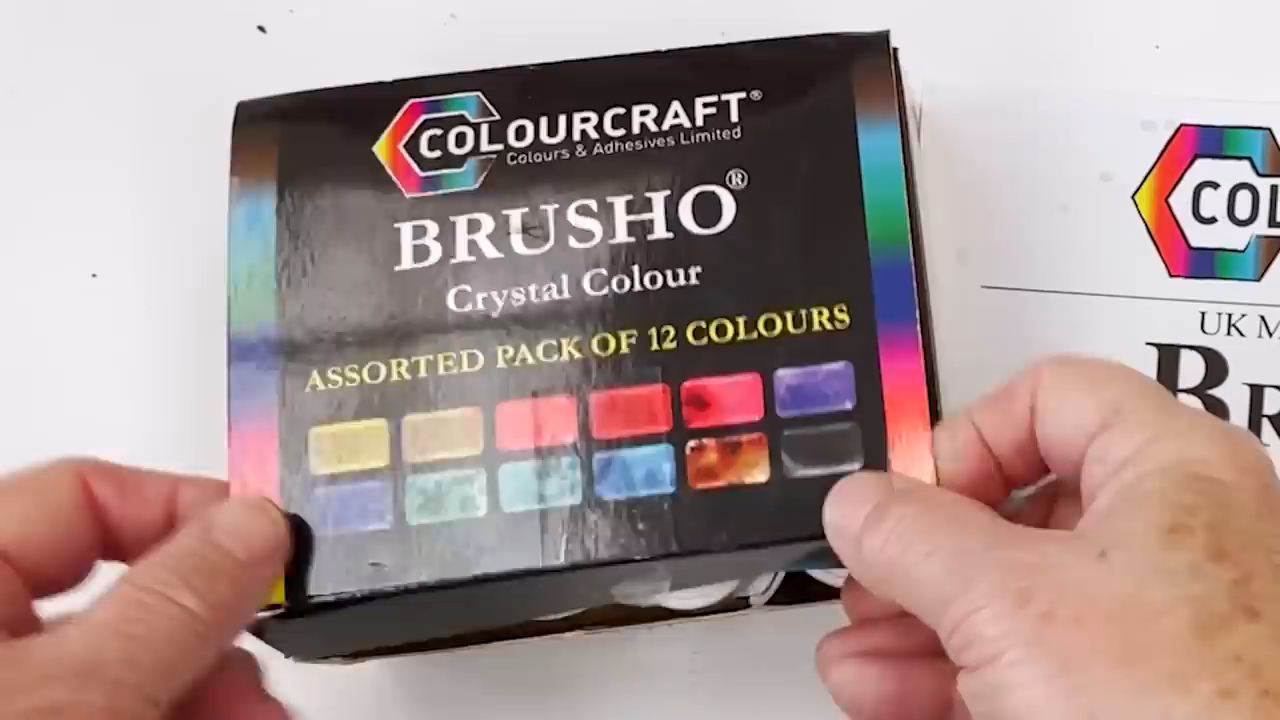 COLOURCRAFT®
Colours & Adhesives Limited
BRUSHO®
Crystal Colour
ASSORTED PACK OF 12 COLOURS
COL
UK M
BR